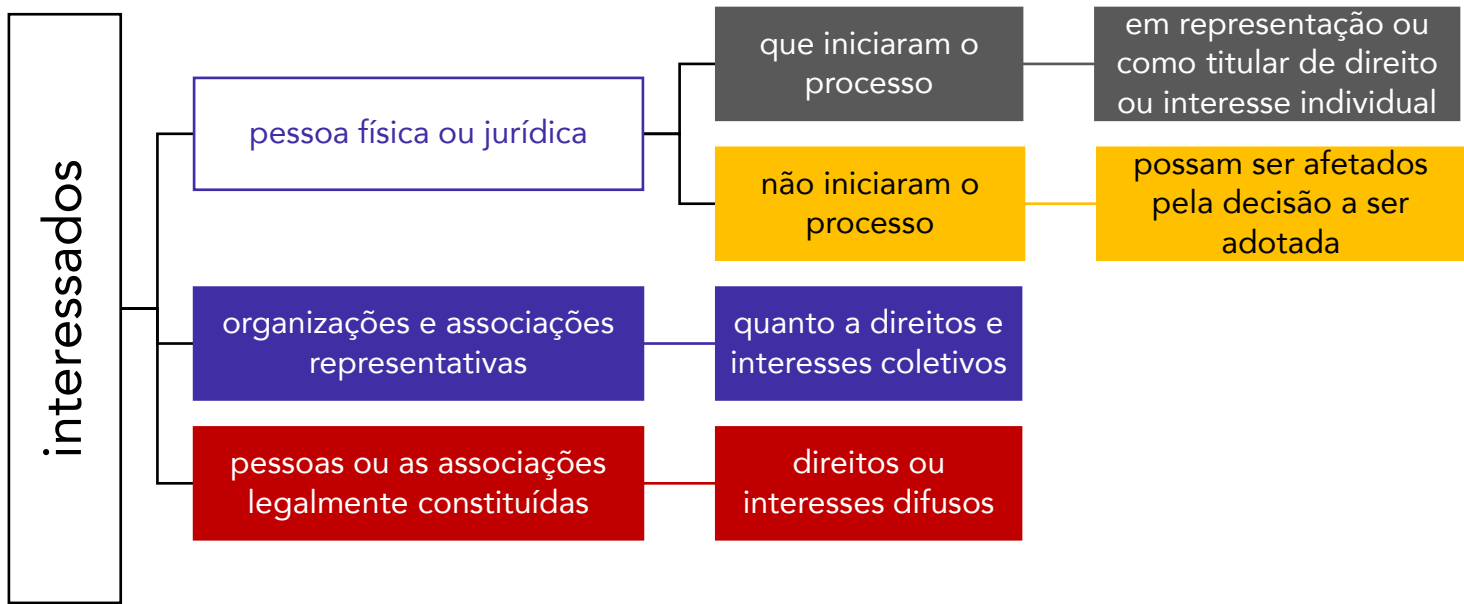 interessados
pessoa física ou jurídica
que iniciaram o
processo
em representação ou
como titular de direito
ou interesse individual
não iniciaram o
processo
possam ser afetados
pela decisão a ser
adotada
organizações e associações
representativas
quanto a direitos e
interesses coletivos
pessoas ou as associações
legalmente constituídas
direitos ou
interesses difusos